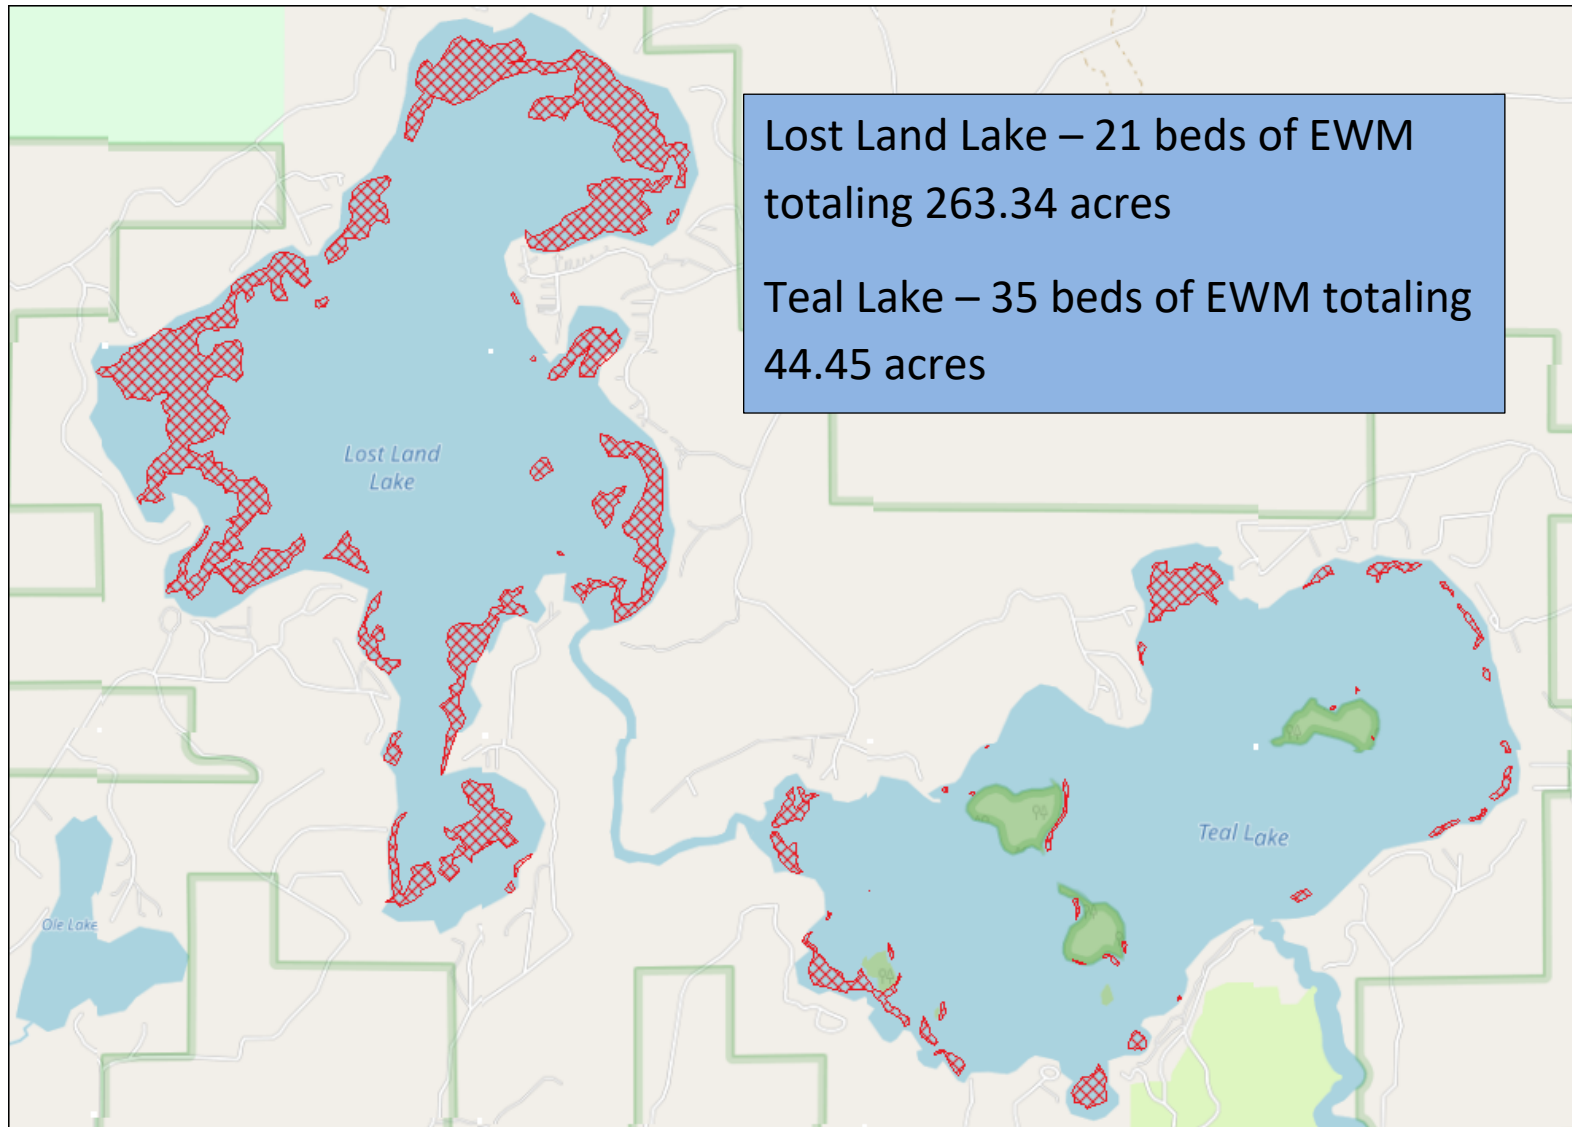 Lost Land Lake – 21 beds of EWM
totaling 263.34 acres
Teal Lake – 35 beds of EWM totaling
44.45 acres
Lost Land
Lake
Teal Lake
Ole Lake